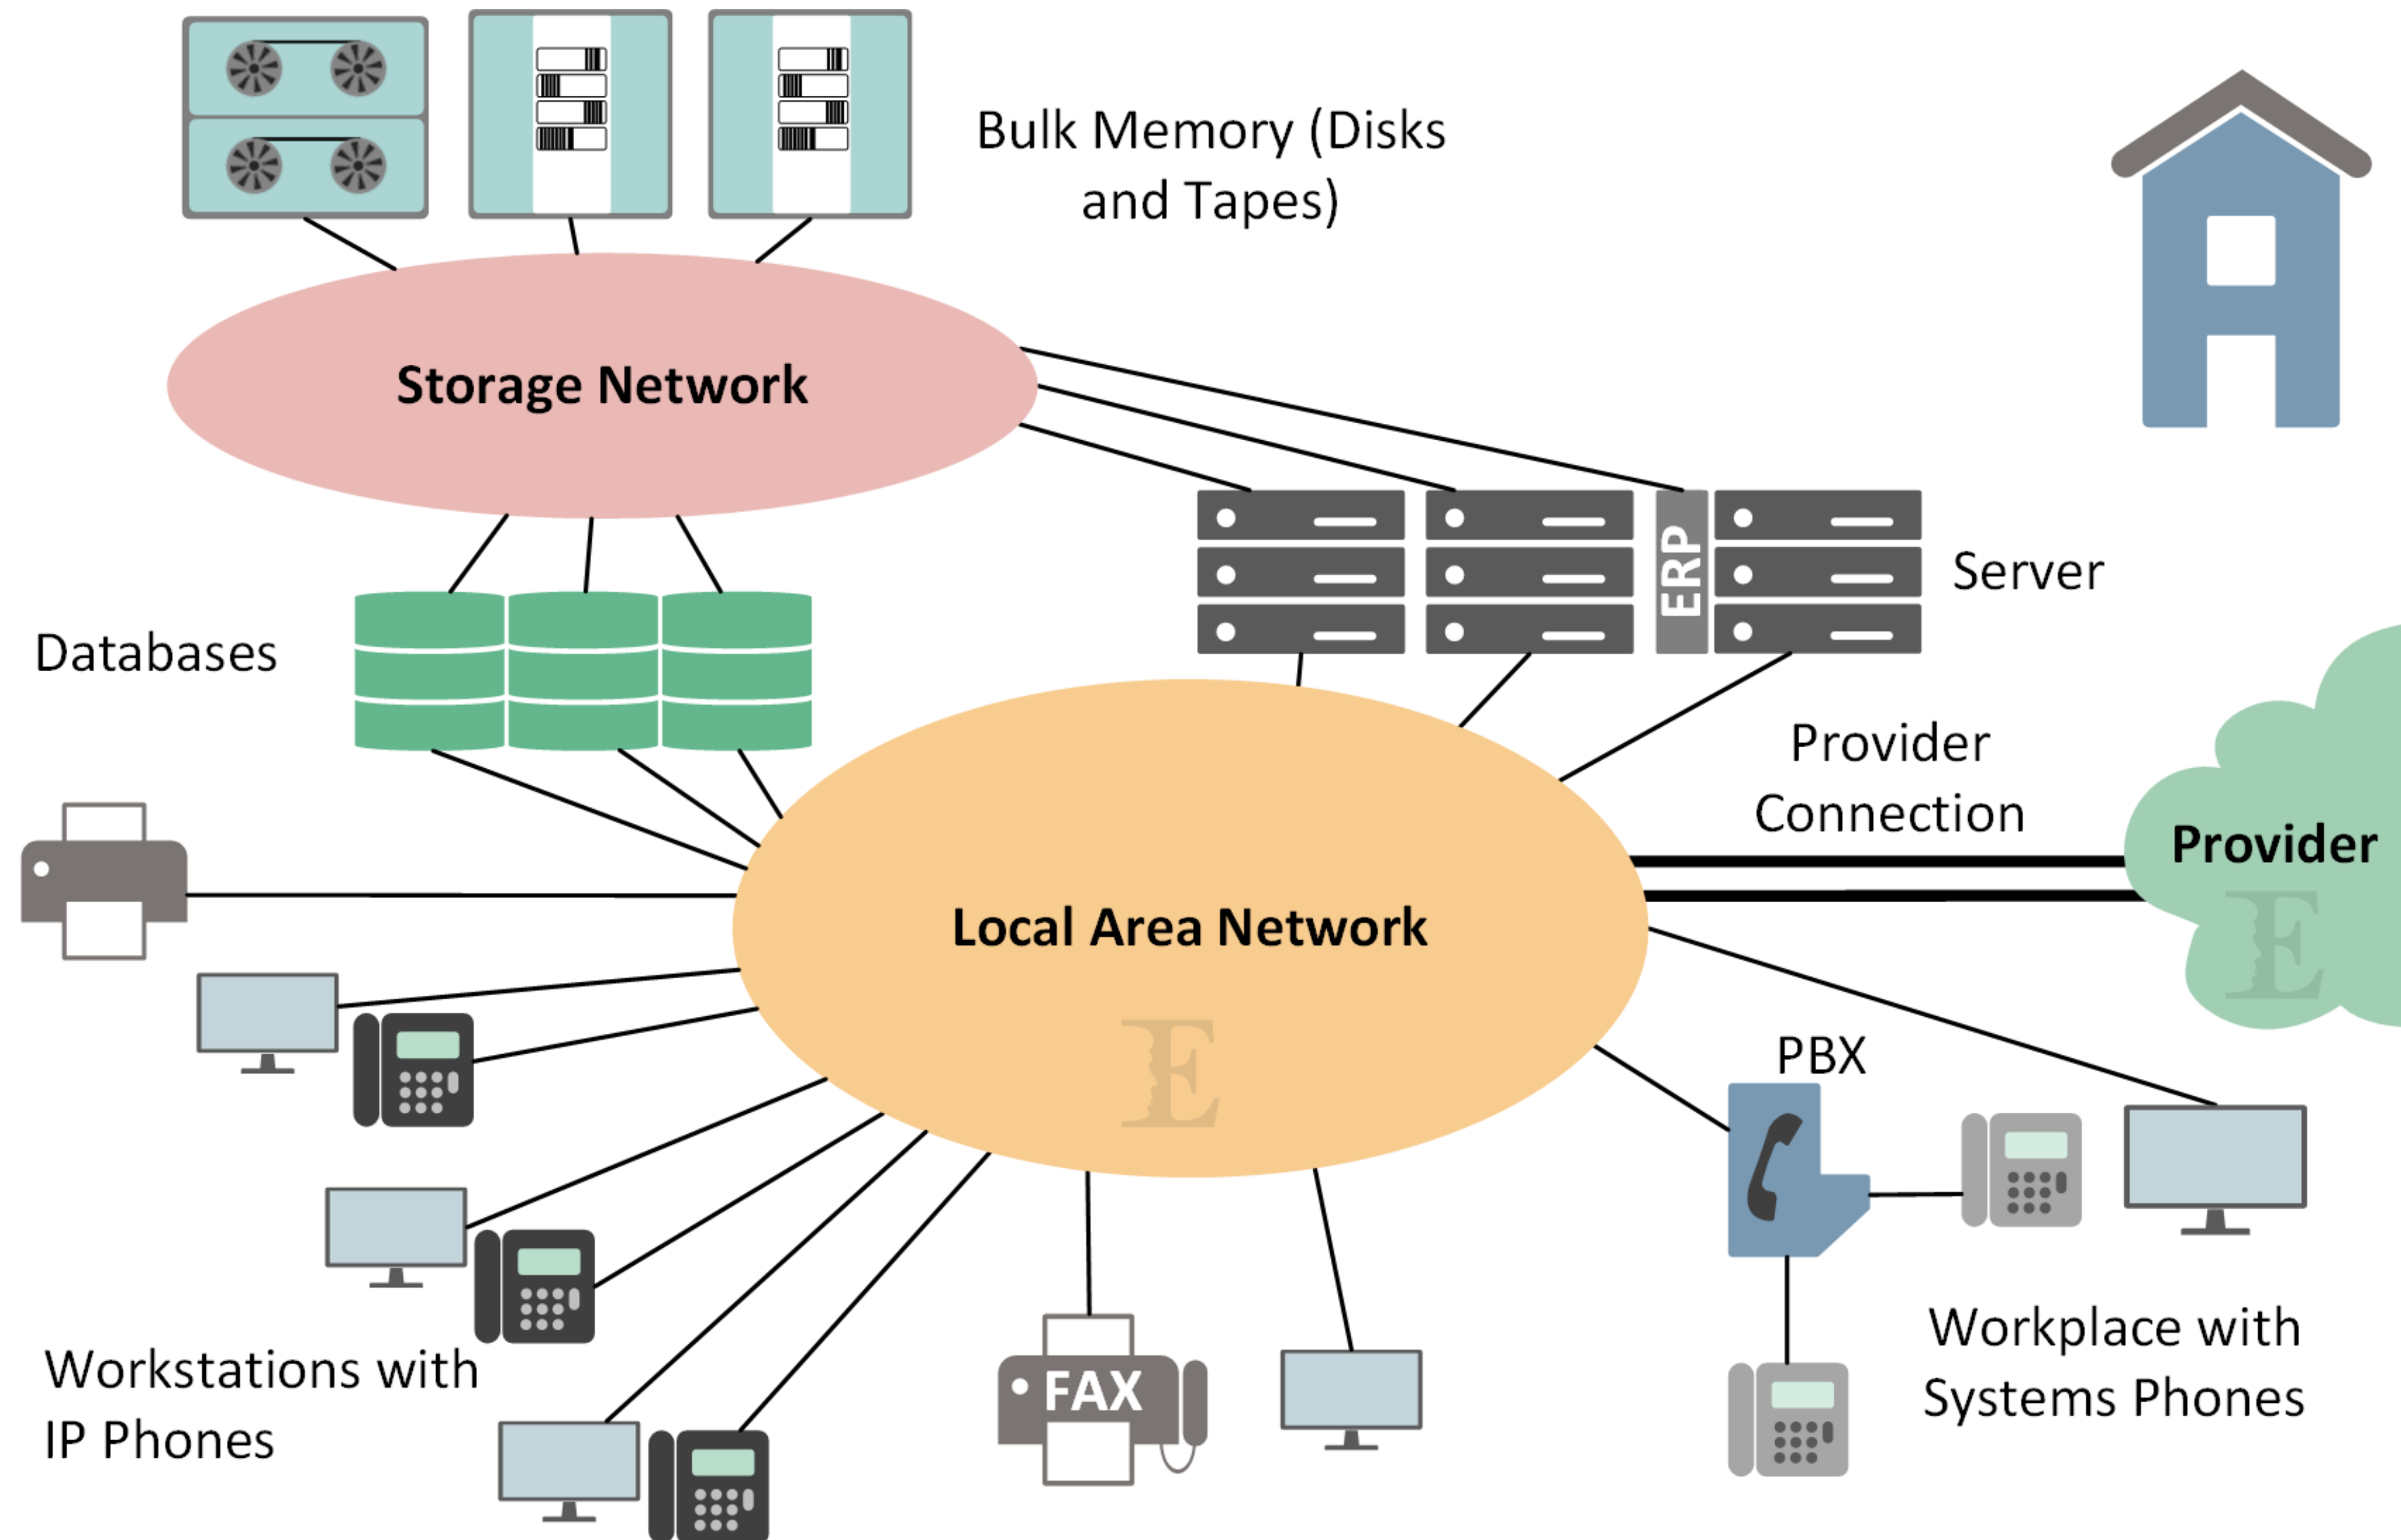 Bulk Memory (Disks
and Tapes)
Storage Network
ERP
Server
Databases
Provider
Connection
Provider
E
Local Area Network
E
PBX
FAX
Workstations with
IP Phones
Workplace with
Systems Phones